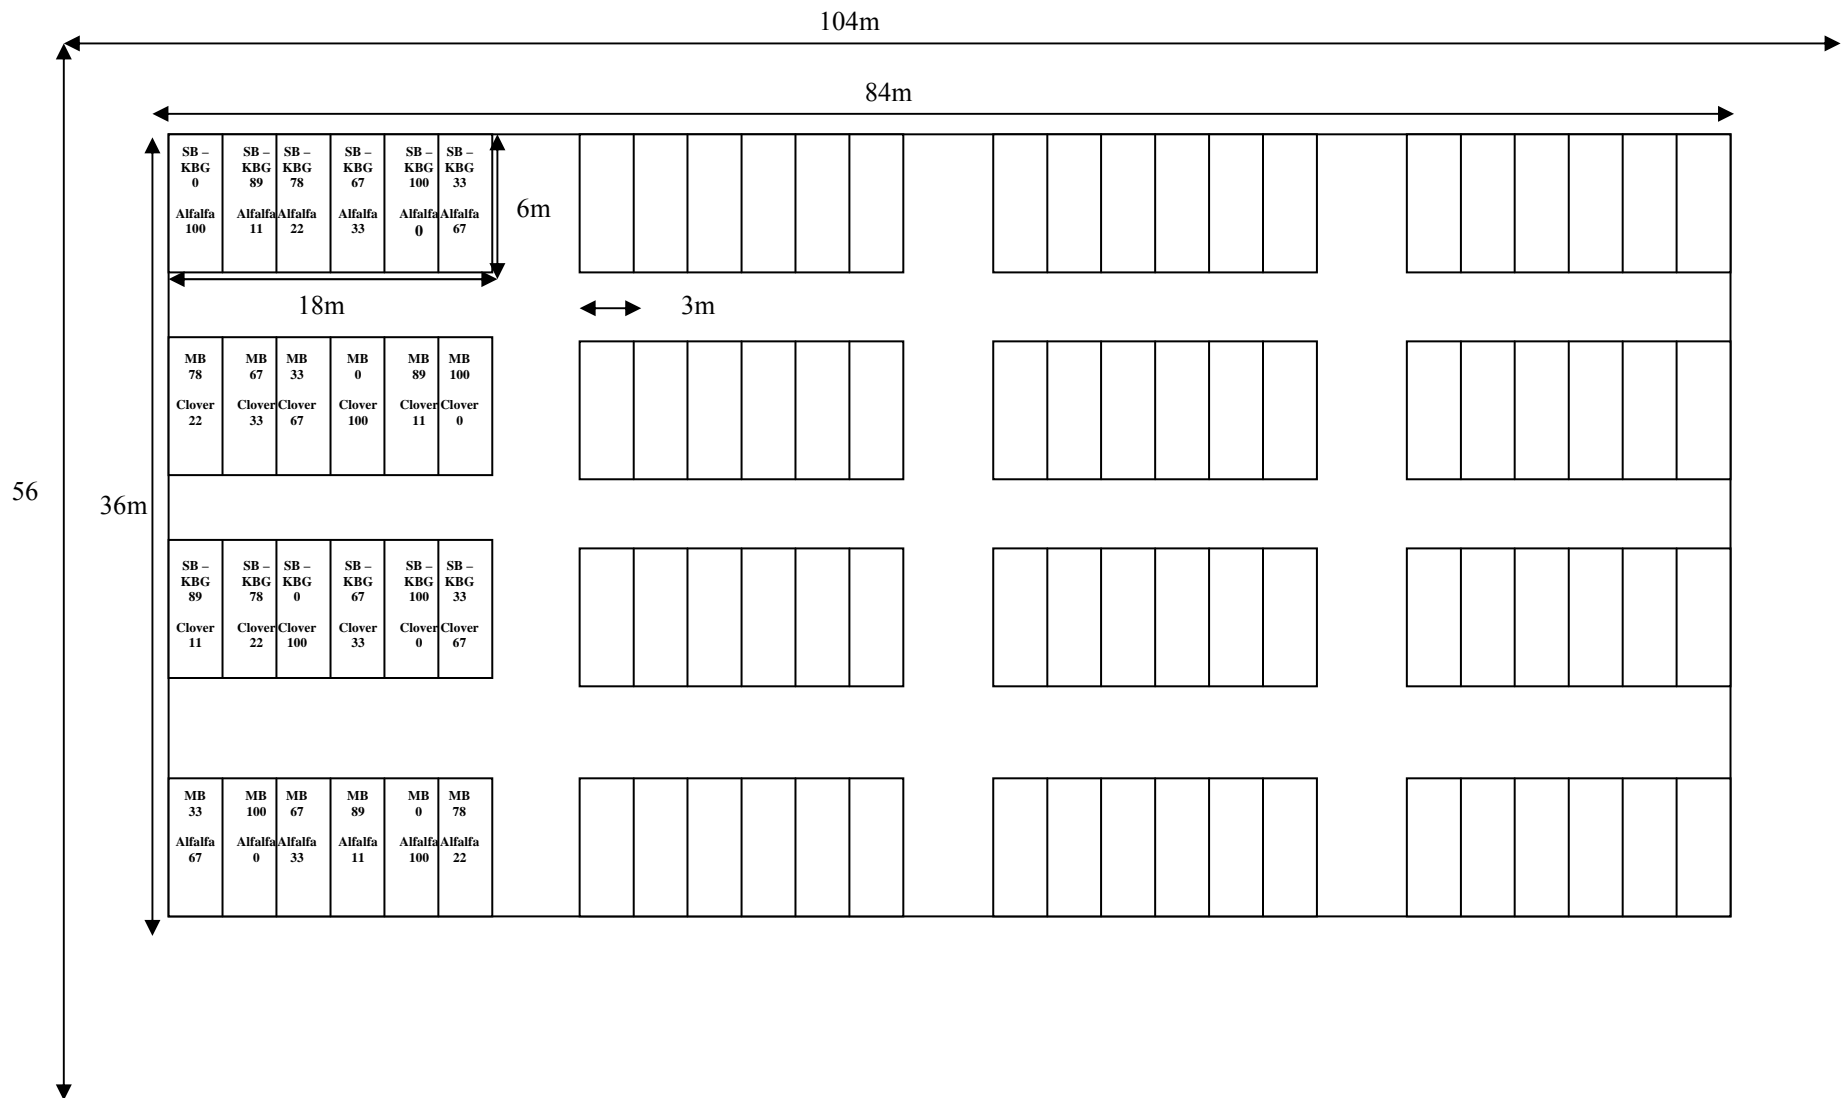 104m
84m
SB – SB – SB – SB – SB – SB –
KBG KBG KBG KBG KBG KBG
0 89 78 67 100 33
Alfalfa Alfalfa Alfalfa Alfalfa Alfalfa Alfalfa
100 11 22 33 0 67
6m
18m
3m
MB MB MB MB MB MB
78 67 33 0 89 100
Clover Clover Clover Clover Clover Clover
22 33 67 100 11 0
56
36m
SB – SB – SB – SB – SB – SB –
KBG KBG KBG KBG KBG KBG
89 78 0 67 100 33
Clover Clover Clover Clover Clover Clover
11 22 100 33 0 67
MB MB MB MB MB MB
33 100 67 89 0 78
Alfalfa Alfalfa Alfalfa Alfalfa Alfalfa Alfalfa
67 0 33 11 100 22